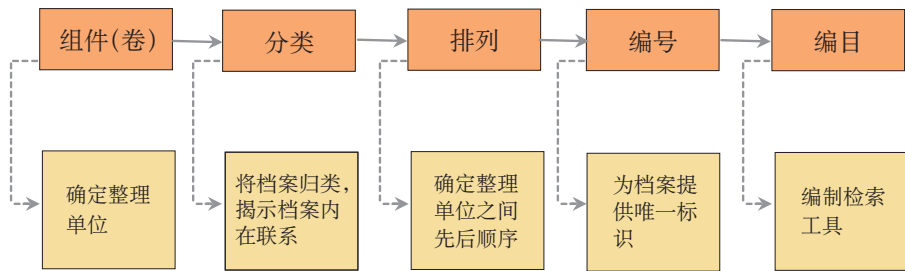 组件(卷)
分类
排列
编号
编目
确定整理
单位
将档案归类,
揭示档案内
在联系
确定整理
单位之间
先后顺序
为档案提
供唯一标
识
编制检索
工具